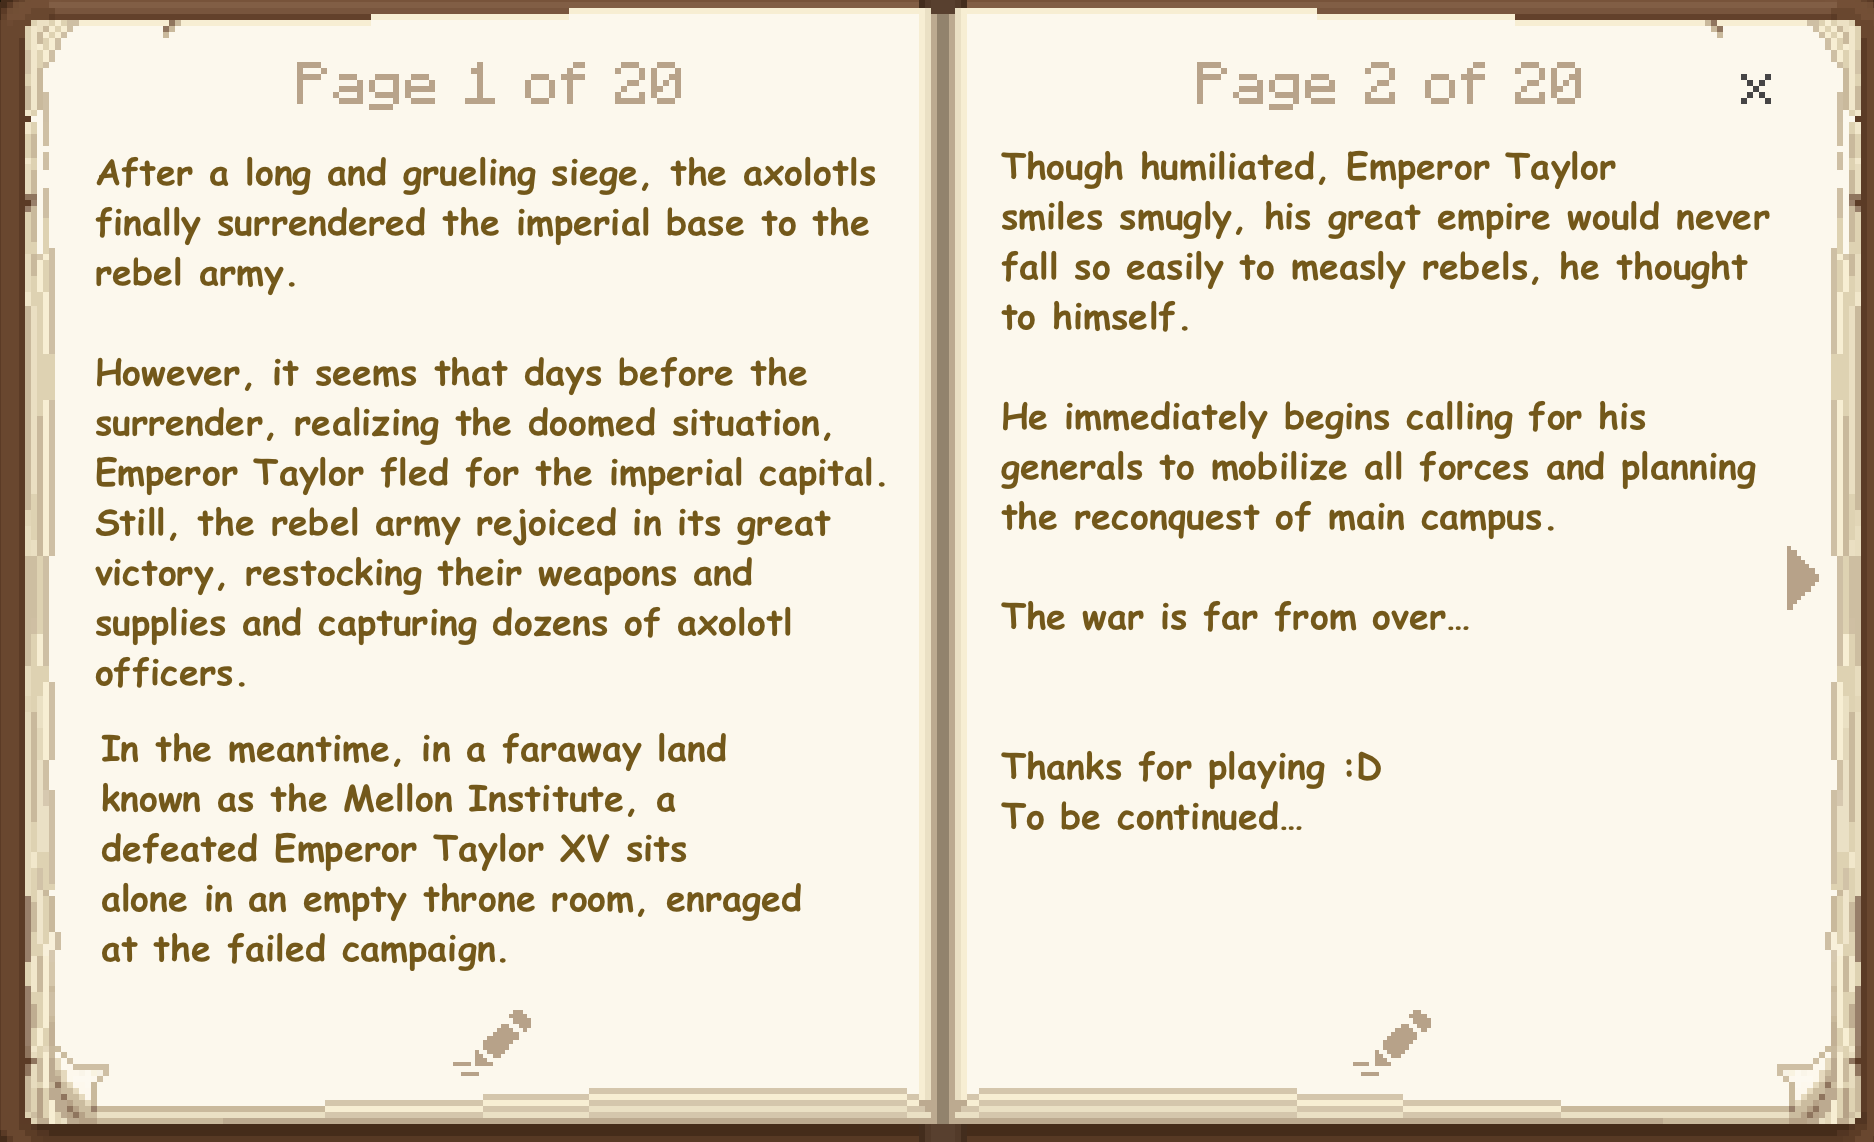 Page 1 of 20
After a long and grueling siege, the axolotls
finally surrendered the imperial base to the
rebel army.
However, it seems that days before the
surrender, realizing the doomed situation,
Emperor Taylor fled for the imperial capital.
Still, the rebel army rejoiced in its great
victory, restocking their weapons and
supplies and capturing dozens of axolotl
officers.
In the meantime, in a faraway land
known as the Mellon Institute, a
defeated Emperor Taylor XV sits
alone in an empty throne room, enraged
at the failed campaign.
Page 2 of 20
Though humiliated, Emperor Taylor
smiles smugly, his great empire would never
fall so easily to measly rebels, he thought
to himself.
He immediately begins calling for his
generals to mobilize all forces and planning
the reconquest of main campus.
The war is far from over…
Thanks for playing :D
To be continued…